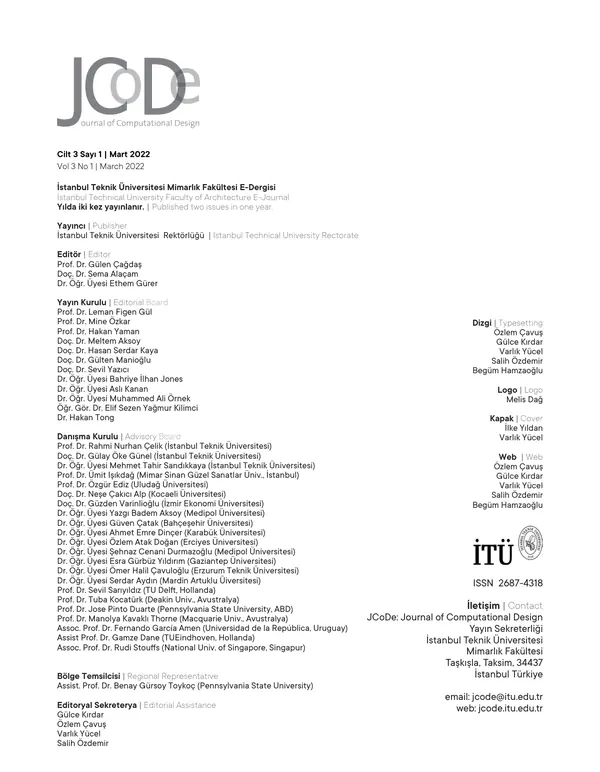 JCoDe
Journal of Computational Design
Cilt 3 Sayı 1 | Mart 2022
Vol 3 No 1 | March 2022
İstanbul Teknik Üniversitesi Mimarlık Fakültesi E-Dergisi
İstanbul Technical University Faculty of Architecture E-Journal
Yılda iki kez yayınlanır. | Published two issues in one year.
Yayıncı | Publisher
İstanbul Teknik Üniversitesi Rektörlüğü | Istanbul Technical University Rectorate
Editör | Editor
Prof. Dr. Gülen Çağdaş
Doç. Dr. Sema Alaçam
Dr. Öğr. Üyesi Ethem Gürer
Yayın Kurulu | Editorial Board
Prof. Dr. Leman Figen Gül
Prof. Dr. Mine Özkar
Prof. Dr. Hakan Yaman
Doç. Dr. Meltem Aksoy
Doç. Dr. Hasan Serdar Kaya
Doç. Dr. Gülten Manioğlu
Doç. Dr. Sevil Yazıcı
Dr. Öğr. Üyesi Bahriye İlhan Jones
Dr. Öğr. Üyesi Aslı Kanan
Dr. Öğr. Üyesi Muhammed Ali Örnek
Öğr. Gör. Dr. Elif Sezen Yağmur Kilimci
Dr. Hakan Tong
Danışma Kurulu | Advisory Board
Prof. Dr. Rahmi Nurhan Çelik (İstanbul Teknik Üniversitesi)
Doç. Dr. Gülay Öke Günel (İstanbul Teknik Üniversitesi)
Dr. Öğr. Üyesi Mehmet Tahir Sandıkkaya (İstanbul Teknik Üniversitesi)
Prof. Dr. Ümit Işıkdağ (Mimar Sinan Güzel Sanatlar Üniv., İstanbul)
Prof. Dr. Özgür Ediz (Uludağ Üniversitesi)
Doç. Dr. Neşe Çakıcı Alp (Kocaeli Üniversitesi)
Doç. Dr. Güzden Varinlioğlu (İzmir Ekonomi Üniversitesi)
Dr. Öğr. Üyesi Yazgı Badem Aksoy (Medipol Üniversitesi)
Dr. Öğr. Üyesi Güven Çatak (Bahçeşehir Üniversitesi)
Dr. Öğr. Üyesi Ahmet Emre Dinçer (Karabük Üniversitesi)
Dr. Öğr. Üyesi Özlem Atak Doğan (Erciyes Üniversitesi)
Dr. Öğr. Üyesi Şehnaz Cenani Durmazoğlu (Medipol Üniversitesi)
Dr. Öğr. Üyesi Esra Gürbüz Yıldırım (Gaziantep Üniversitesi)
Dr. Öğr. Üyesi Ömer Halil Çavuloğlu (Erzurum Teknik Üniversitesi)
Dr. Öğr. Üyesi Serdar Aydın (Mardin Artuklu Üiversitesi)
Prof. Dr. Sevil Sarıyıldız (TU Delft, Hollanda)
Prof. Dr. Tuba Kocatürk (Deakin Univ., Avustralya)
Prof. Dr. Jose Pinto Duarte (Pennsylvania State University, ABD)
Prof. Dr. Manolya Kavaklı Thorne (Macquarie Univ., Avustralya)
Assoc. Prof. Dr. Fernando García Amen (Universidad de la República, Uruguay)
Assist Prof. Dr. Gamze Dane (TUEindhoven, Hollanda)
Assoc. Prof. Dr. Rudi Stouffs (National Univ. of Singapore, Singapur)
Bölge Temsilcisi | Regional Representative
Assist. Prof. Dr. Benay Gürsoy Toykoç (Pennsylvania State University)
Editoryal Sekreterya | Editorial Assistance
Gülce Kırdar
Özlem Çavuş
Varlık Yücel
Salih Özdemir
Dizgi | Typesetting
Özlem Çavuş
Gülce Kırdar
Varlık Yücel
Salih Özdemir
Begüm Hamzaoğlu
Logo | Logo
Melis Dağ
Kapak | Cover
İlke Yıldan
Varlık Yücel
Web | Web
Özlem Çavuş
Gülce Kırdar
Varlık Yücel
Salih Özdemir
Begüm Hamzaoğlu
İTÜ
ISSN 2687-4318
İletişim | Contact
JCoDe: Journal of Computational Design
Yayın Sekreterliği
İstanbul Teknik Üniversitesi
Mimarlık Fakültesi
Taşkışla, Taksim, 34437
İstanbul Türkiye
email: jcode@itu.edu.tr
web: jcode.itu.edu.tr